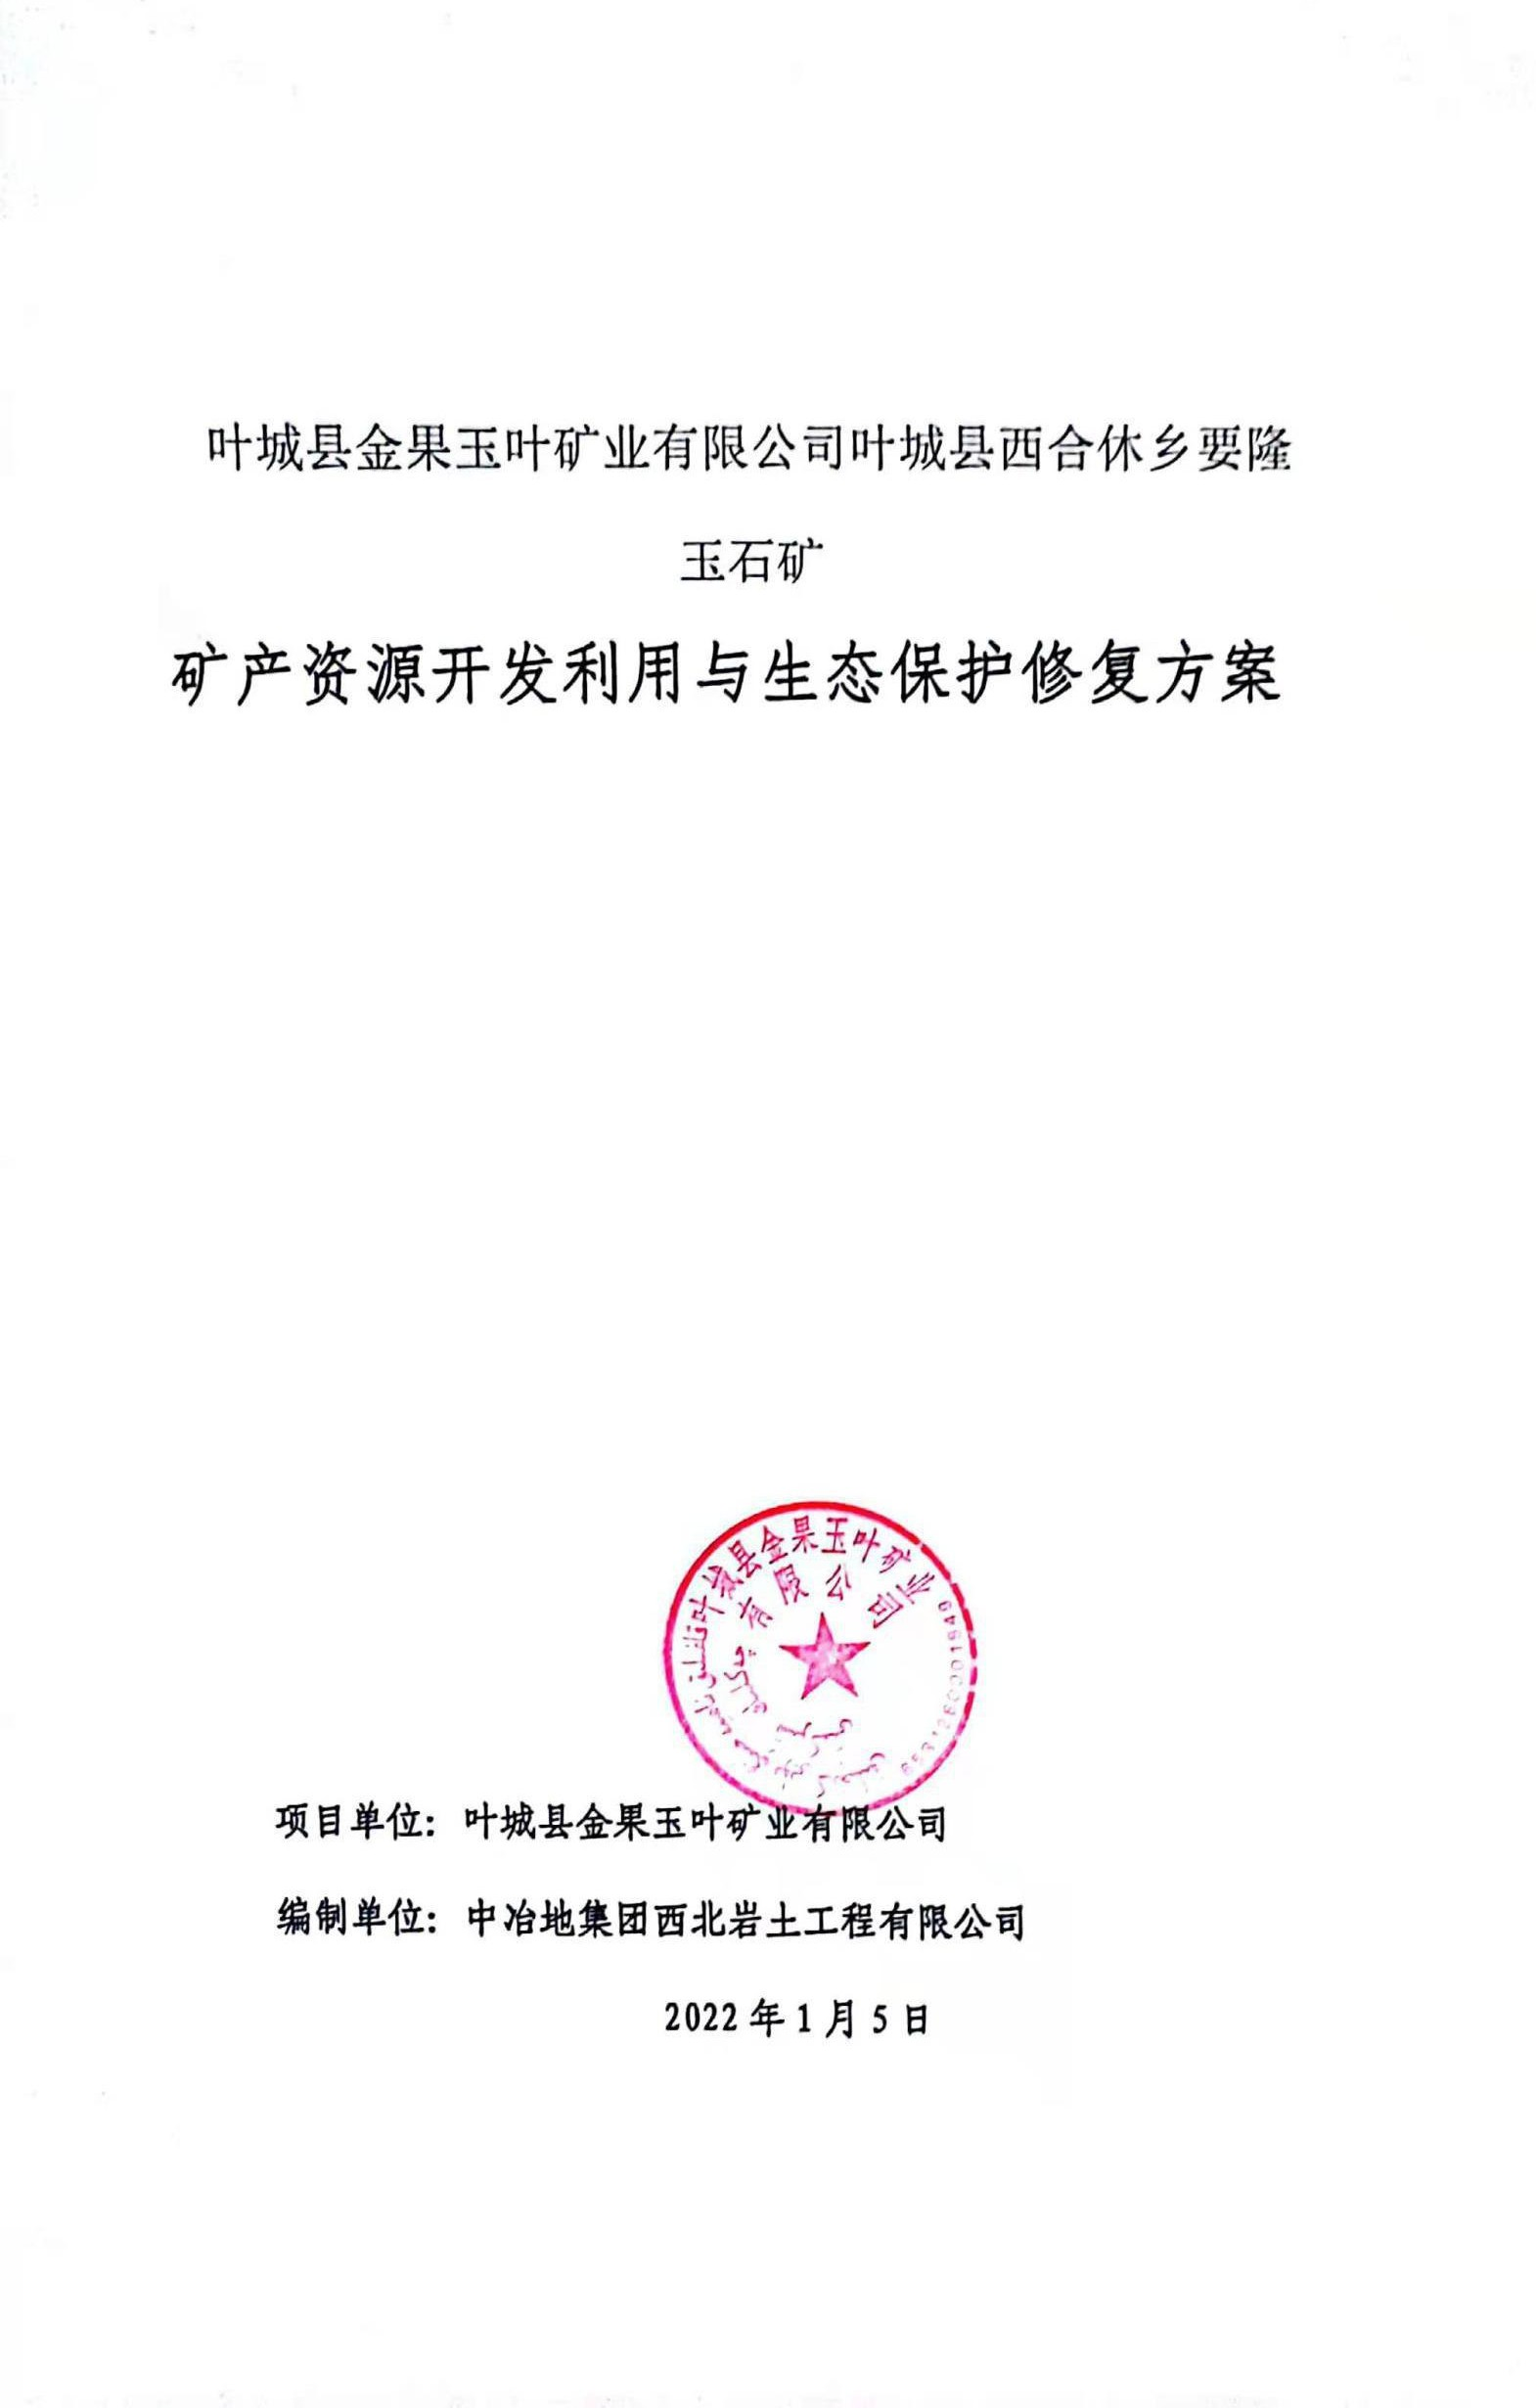 叶城县金果玉叶矿业有限公司叶城县西合休乡要隆
玉石矿
矿产资源开发利用与生态保护修复方案
叶城县金果玉叶矿业
有限公司
项目单位：叶城县金果玉叶矿业有限公司
编制单位：中冶地集团西北岩土工程有限公司
2022年1月5日